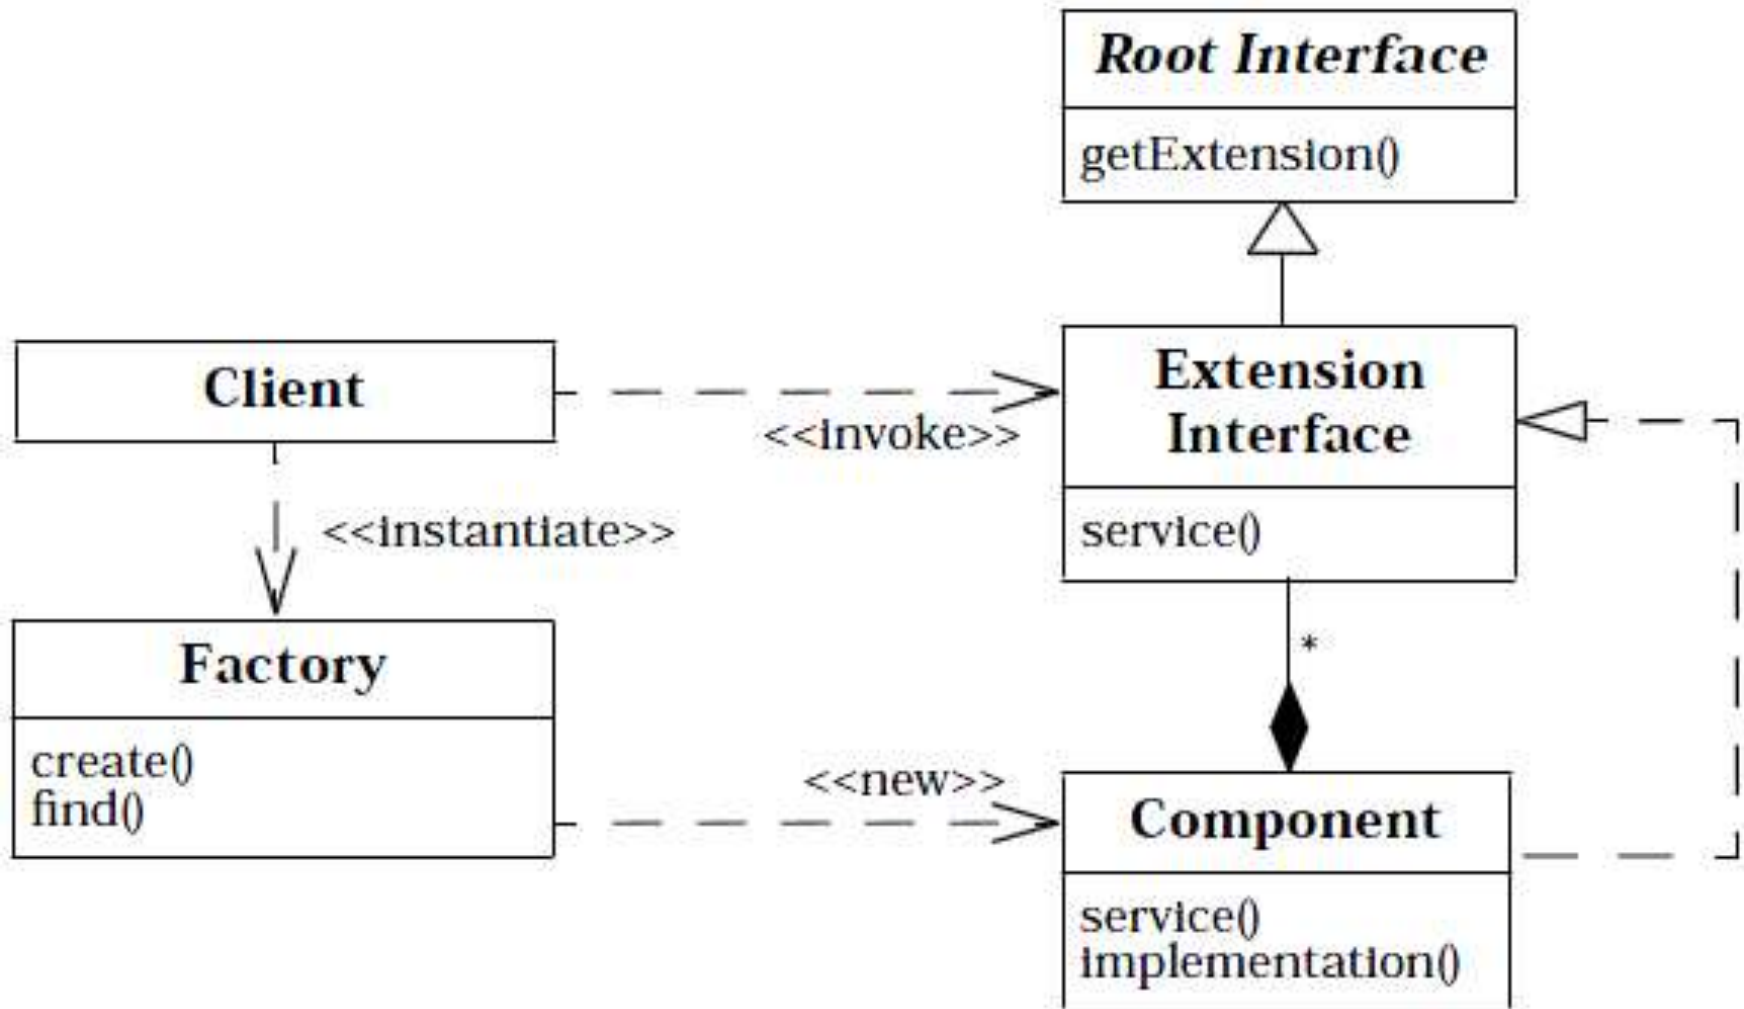 Root Interface
getExtension()
Client
<<invoke>>
Extension
Interface
service()
<<instantiate>>
*
Factory
create()
find()
<<new>>
Component
service()
implementation()